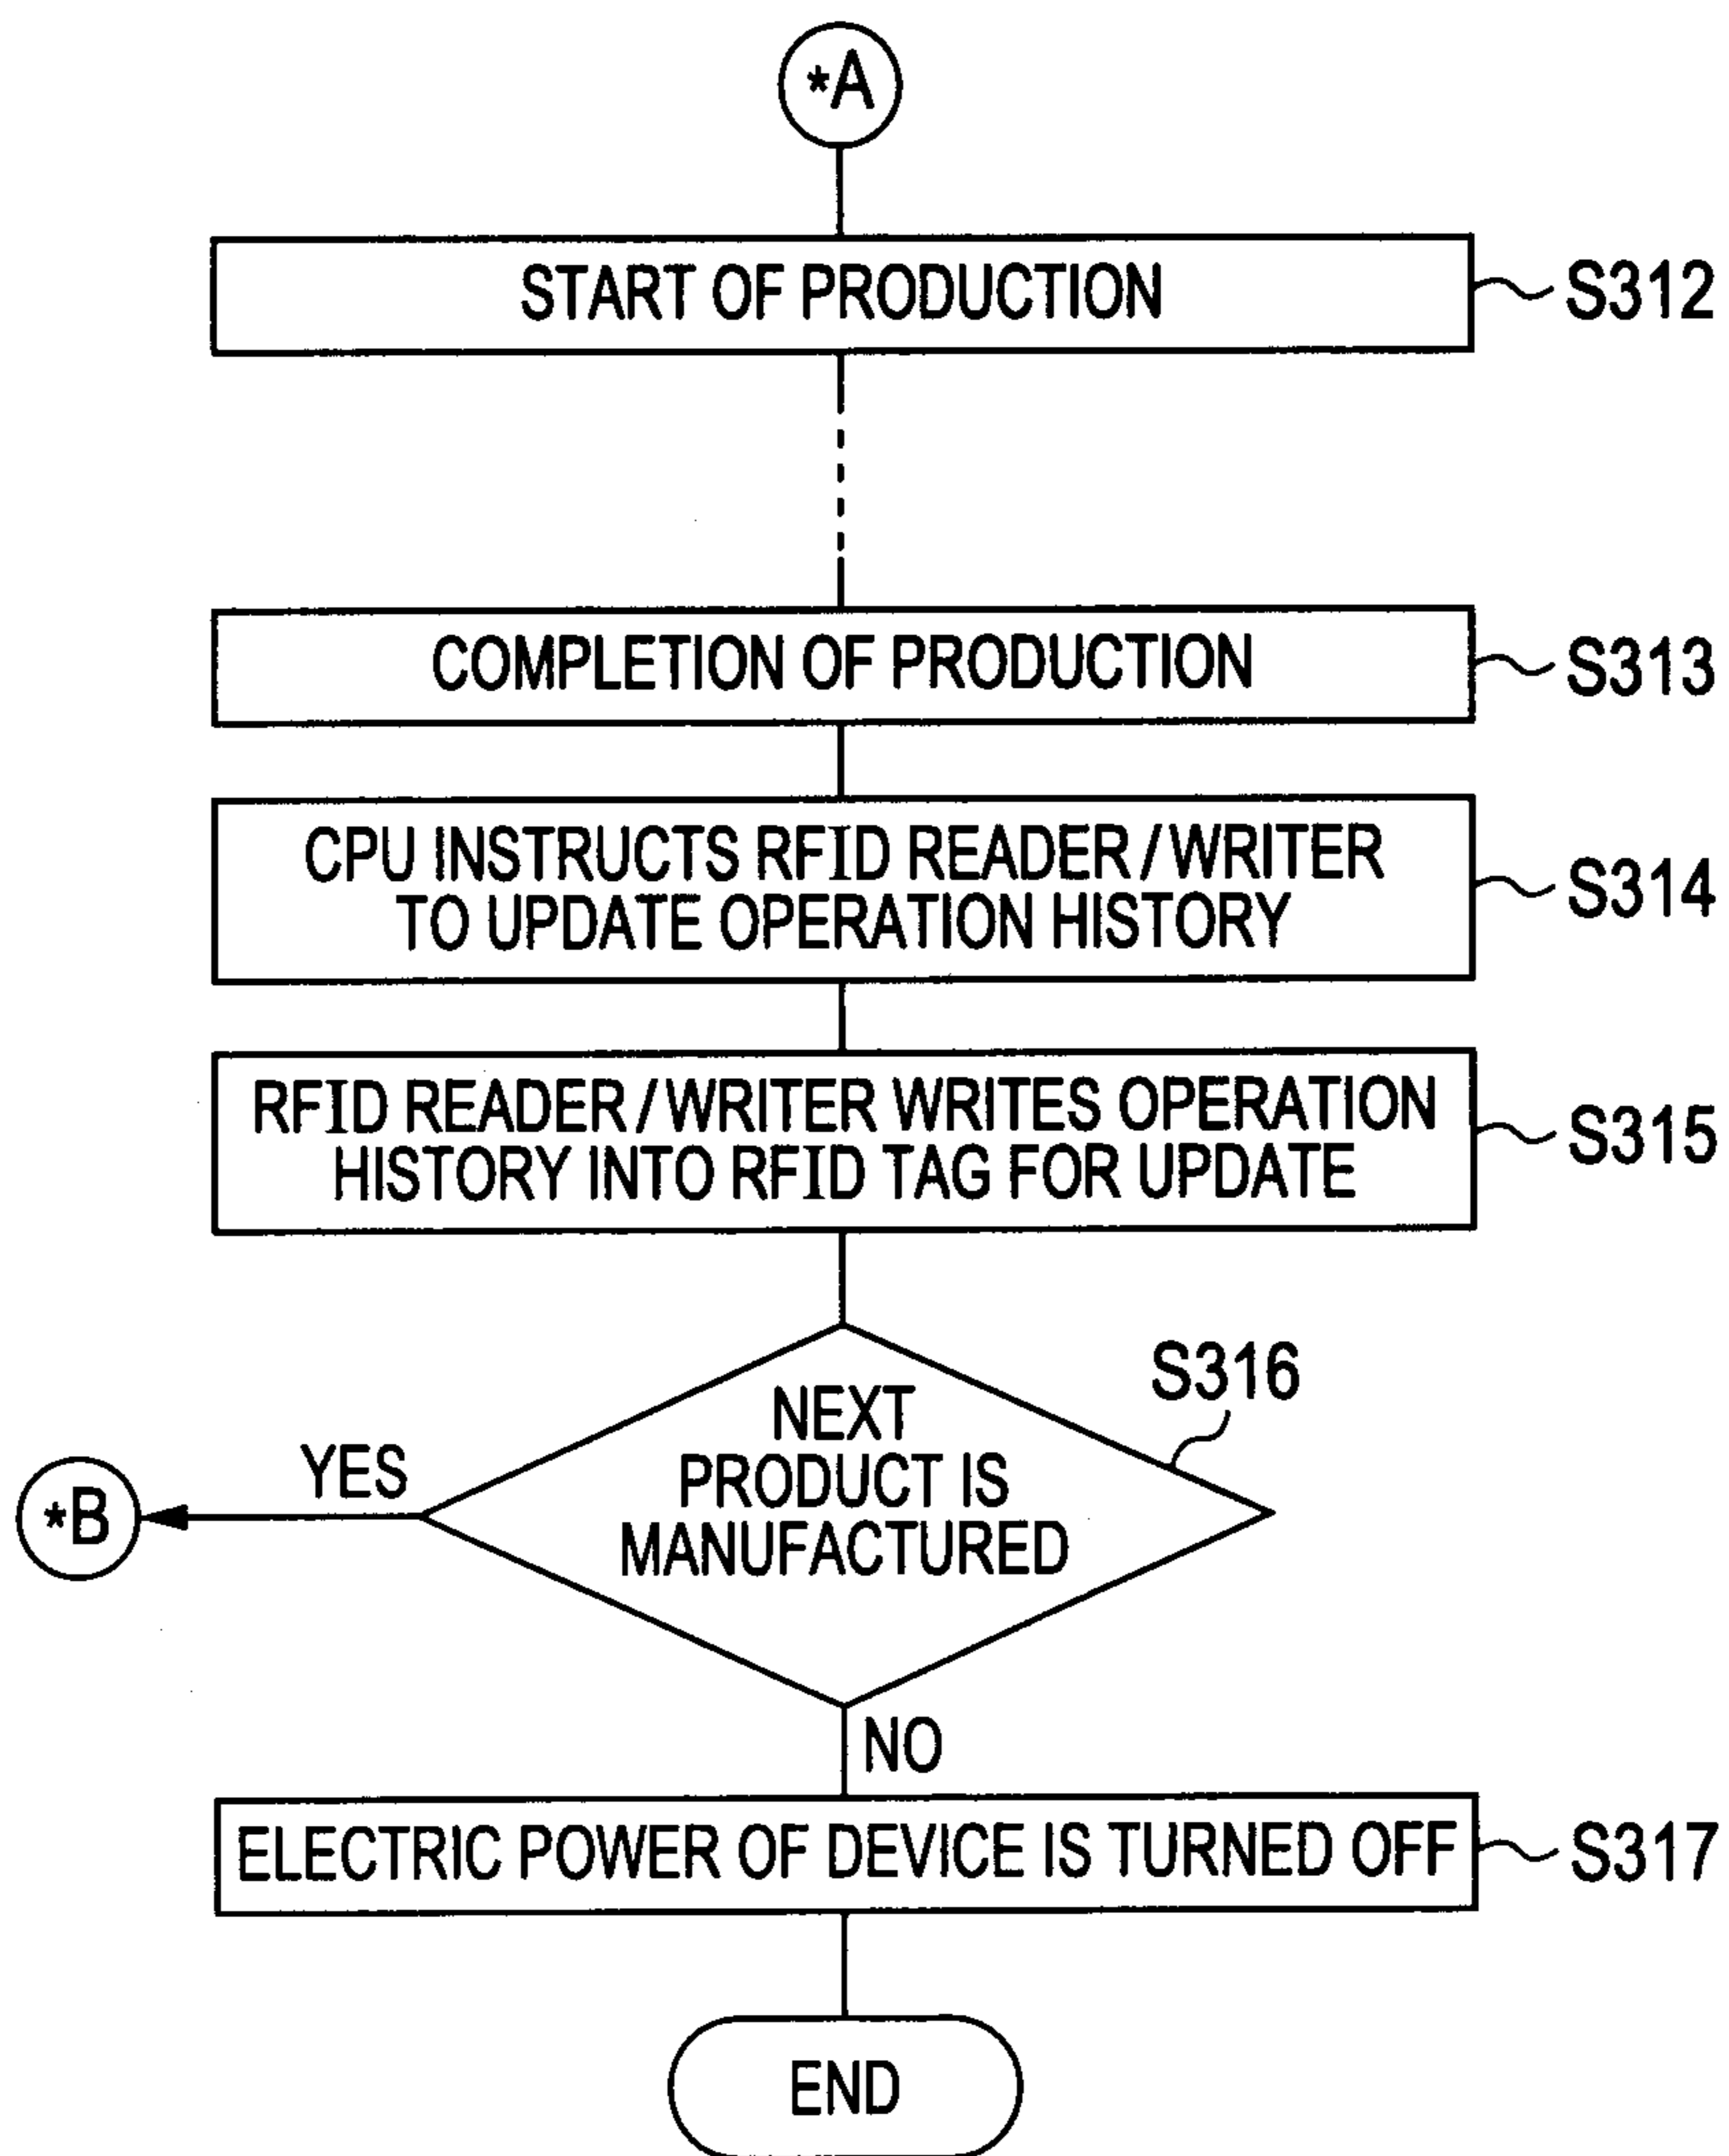 *A
START OF PRODUCTION
S312
COMPLETION OF PRODUCTION
S313
CPU INSTRUCTS RFID READER/WRITER
TO UPDATE OPERATION HISTORY
S314
RFID READER/WRITER WRITES OPERATION
HISTORY INTO RFID TAG FOR UPDATE
S315
S316
NEXT
PRODUCT IS
MANUFACTURED
YES
*B
NO
ELECTRIC POWER OF DEVICE IS TURNED OFF
S317
END